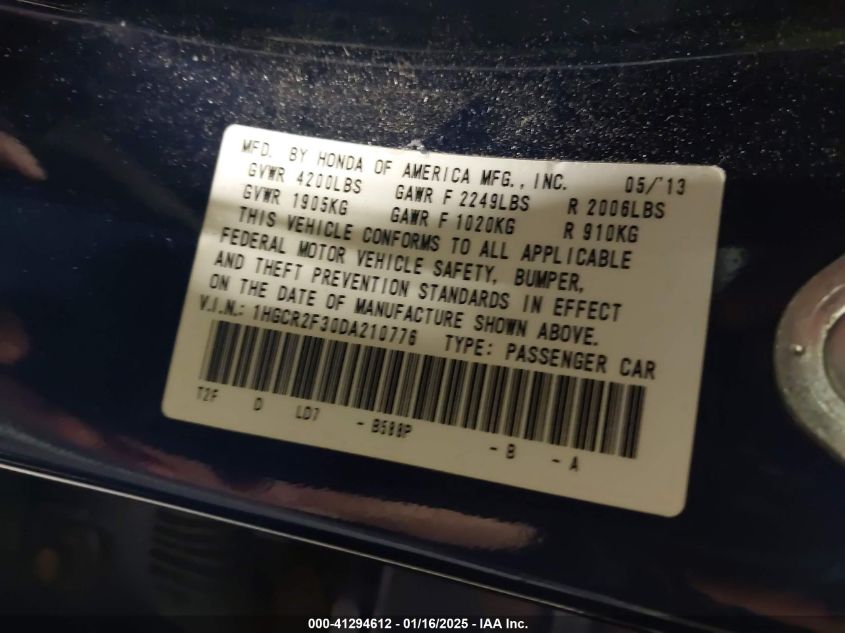 MFD. BY HONDA OF AMERICA MFG., INC. 05/'13
GVWR 4200LBS GAWR F 2249LBS R 2006LBS
GVWR 1905KG GAWR F 1020KG R 910KG
THIS VEHICLE CONFORMS TO ALL APPLICABLE
FEDERAL MOTOR VEHICLE SAFETY, BUMPER,
AND THEFT PREVENTION STANDARDS IN EFFECT
ON THE DATE OF MANUFACTURE SHOWN ABOVE.
V.I.N.: 1HGCR2F30DA210776 TYPE: PASSENGER CAR
T2F D LD7 - B588P - B - A
000-41294612 - 01/16/2025 - IAA Inc.